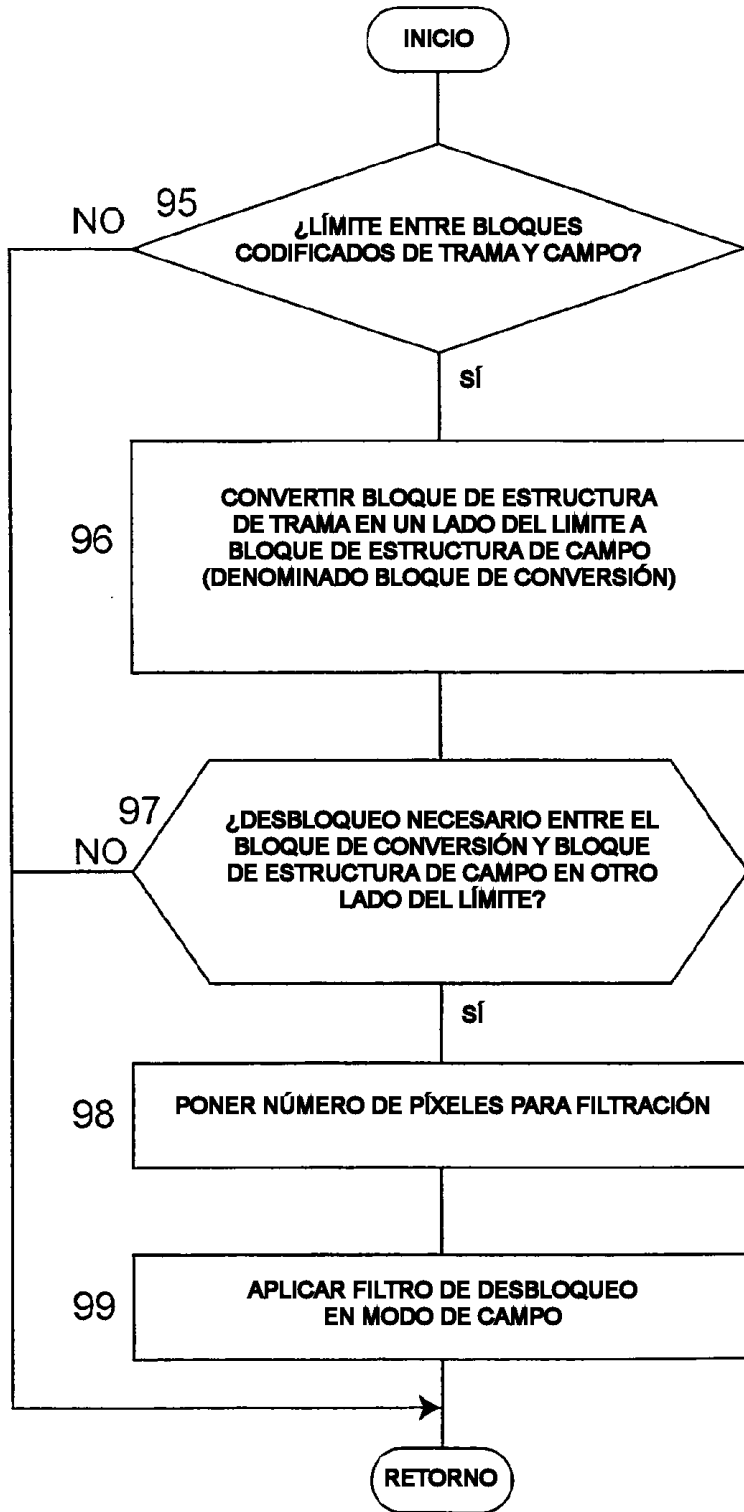 INICIO
95
NO
¿LÍMITE ENTRE BLOQUES
CODIFICADOS DE TRAMA Y CAMPO?
SÍ
96
CONVERTIR BLOQUE DE ESTRUCTURA
DE TRAMA EN UN LADO DEL LIMITE A
BLOQUE DE ESTRUCTURA DE CAMPO
(DENOMINADO BLOQUE DE CONVERSIÓN)
97
NO
¿DESBLOQUEO NECESARIO ENTRE EL
BLOQUE DE CONVERSIÓN Y BLOQUE
DE ESTRUCTURA DE CAMPO EN OTRO
LADO DEL LÍMITE?
SÍ
98
PONER NÚMERO DE PÍXELES PARA FILTRACIÓN
99
APLICAR FILTRO DE DESBLOQUEO
EN MODO DE CAMPO
RETORNO